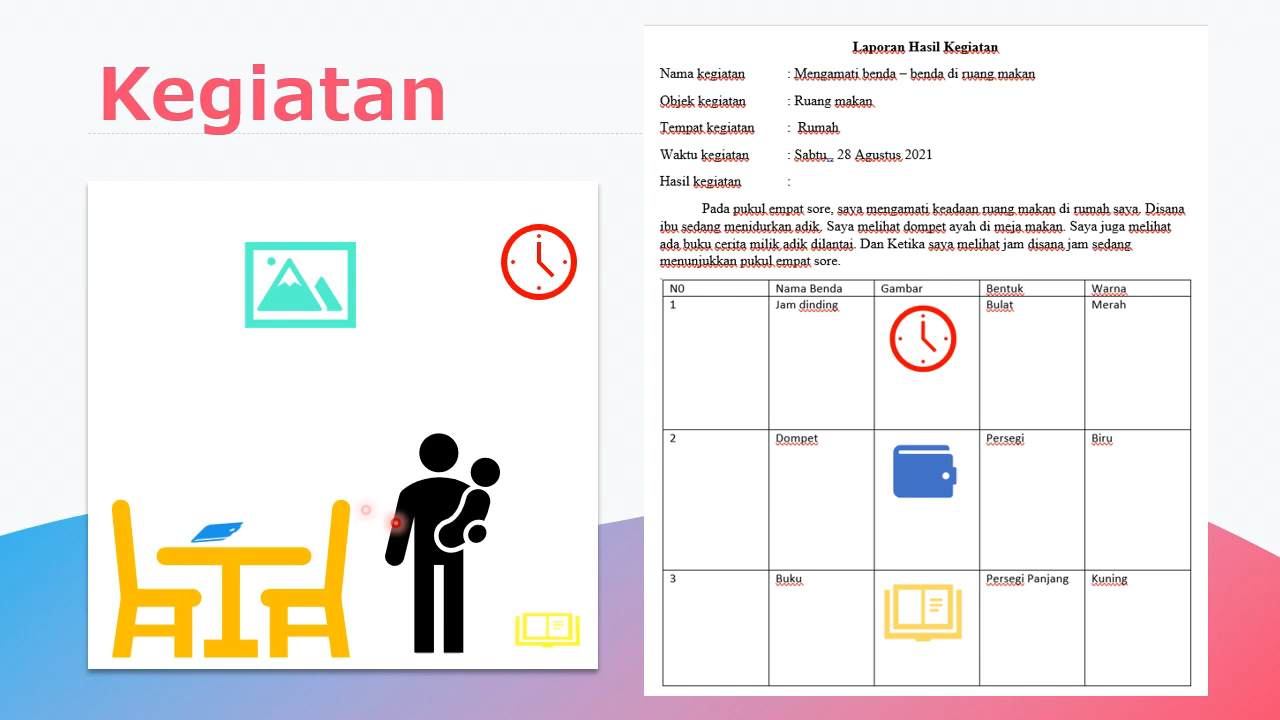 Kegiatan
Laporan Hasil Kegiatan
Nama kegiatan : Mengamati benda – benda di ruang makan
Objek kegiatan : Ruang makan
Tempat kegiatan : Rumah
Waktu kegiatan : Sabtu,, 28 Agustus 2021
Hasil kegiatan :
Pada pukul empat sore, saya mengamati keadaan ruang makan di rumah saya. Disana
ibu sedang menidurkan adik. Saya melihat dompet ayah di meja makan. Saya juga melihat
ada buku cerita milik adik dilantai. Dan Ketika saya melihat jam disana jam sedang
menunjukkan pukul empat sore.
N0 Nama Benda Gambar Bentuk Warna
1 Jam dinding Bulat Merah
2 Dompet Persegi Biru
3 Buku Persegi Panjang Kuning